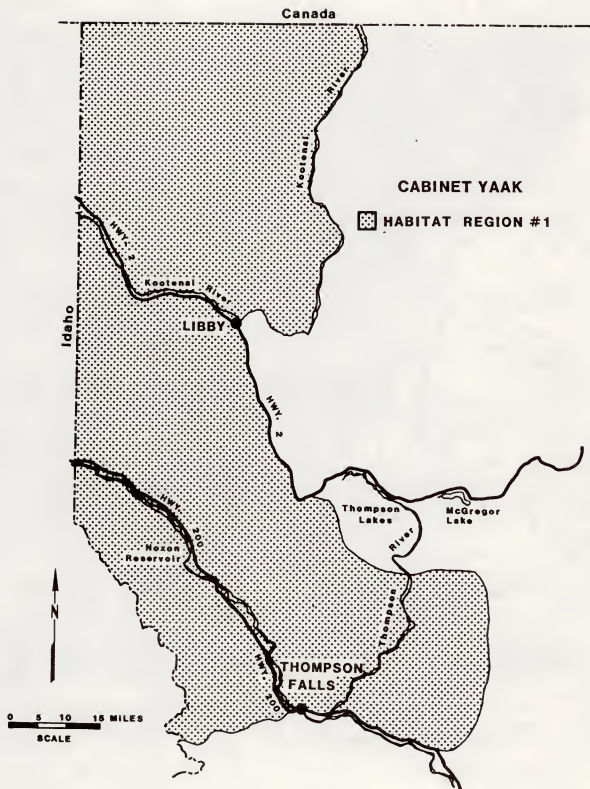 Canada
Kootenai River
CABINET YAAK
HABITAT REGION #1
HWY. 2
Kootenai River
LIBBY
Idaho
HWY. 2
Thompson Lakes
McGregor Lake
HWY. 200
Noxon Reservoir
Thompson River
N
THOMPSON FALLS
HWY. 200
0 5 10 15 MILES
SCALE